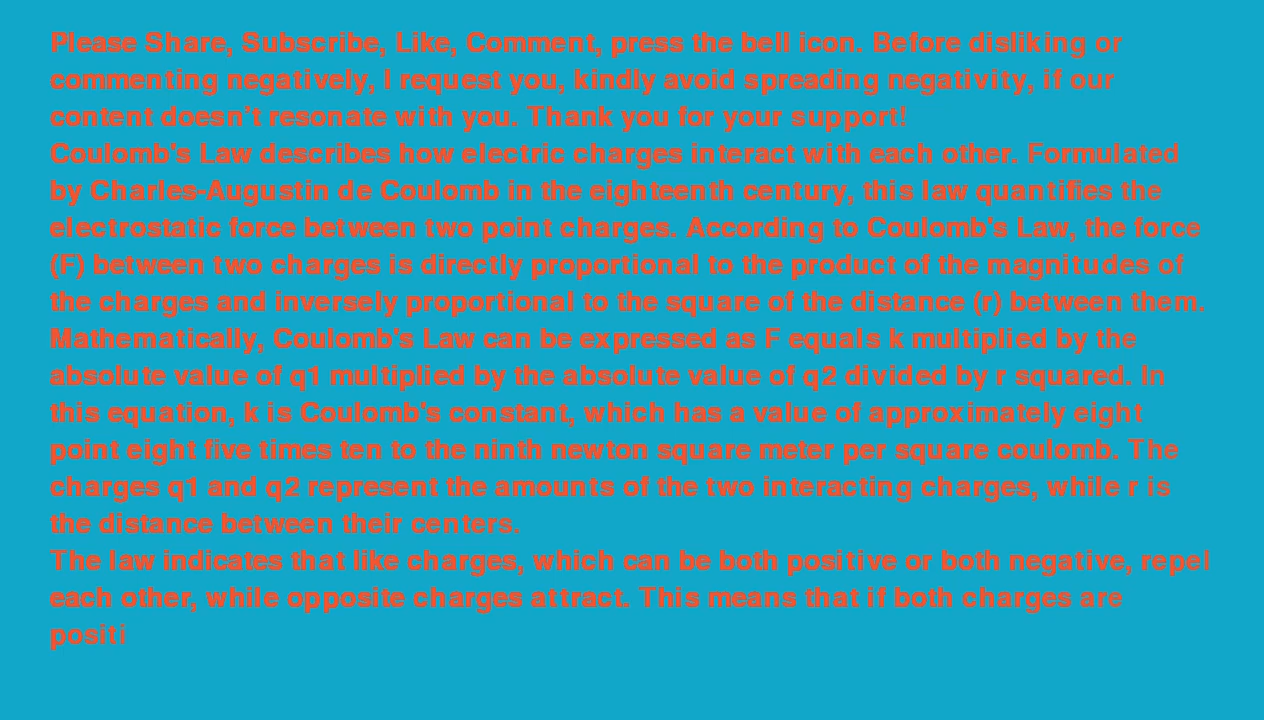 Please Share, Subscribe, Like, Comment, press the bell icon. Before disliking or
commenting negatively, I request you, kindly avoid spreading negativity, if our
content doesn't resonate with you. Thank you for your support!
Coulomb's Law describes how electric charges interact with each other. Formulated
by Charles-Augustin de Coulomb in the eighteenth century, this law quantifies the
electrostatic force between two point charges. According to Coulomb's Law, the force
(F) between two charges is directly proportional to the product of the magnitudes of
the charges and inversely proportional to the square of the distance (r) between them.
Mathematically, Coulomb's Law can be expressed as F equals k multiplied by the
absolute value of q1 multiplied by the absolute value of q2 divided by r squared. In
this equation, k is Coulomb's constant, which has a value of approximately eight
point eight five times ten to the ninth newton square meter per square coulomb. The
charges q1 and q2 represent the amounts of the two interacting charges, while r is
the distance between their centers.
The law indicates that like charges, which can be both positive or both negative, repel
each other, while opposite charges attract. This means that if both charges are
positi